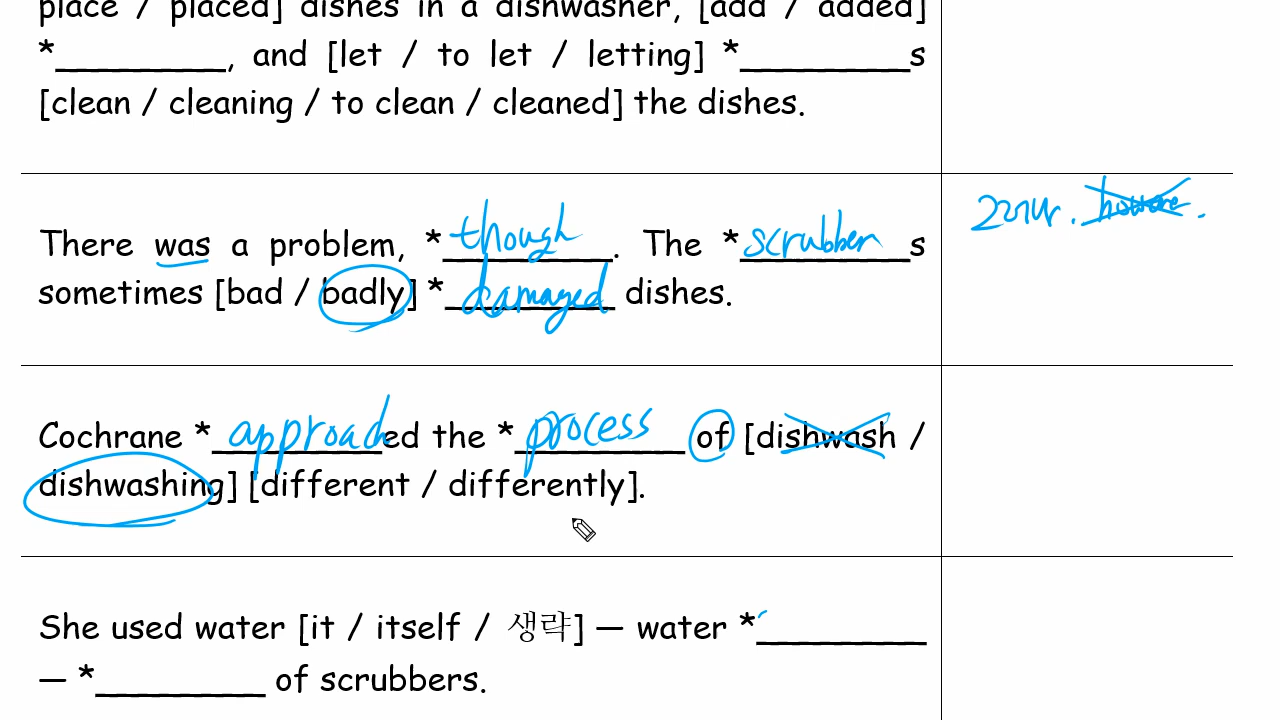 place / placed] dishes in a dishwasher, [add / added]
*________, and [let / to let / letting] *________s
[clean / cleaning / to clean / cleaned] the dishes.
There was a problem, *though. The *scrubbers
sometimes [bad / badly] *damaged dishes.
Cochrane *approached the *process of [dishwash /
dishwashing] [different / differently].
She used water [it / itself / 생략] — water *________
— *________ of scrubbers.